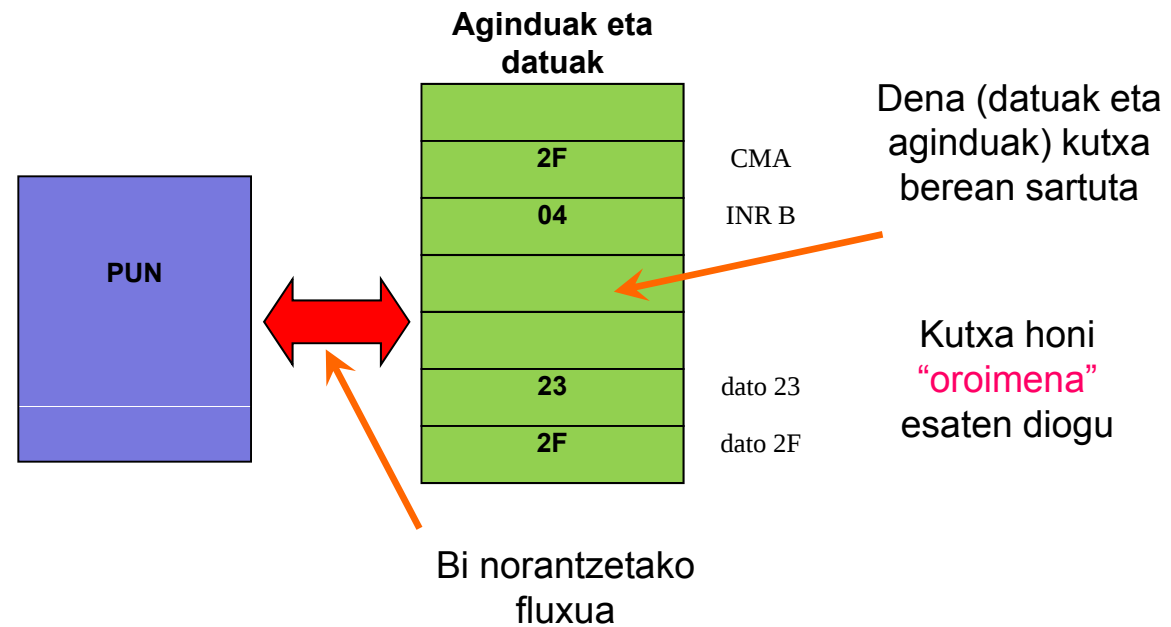 Aginduak eta
datuak
Dena (datuak eta
aginduak) kutxa
berean sartuta
2F CMA
04 INR B
PUN
Kutxa honi
“oroimena”
esaten diogu
23 dato 23
2F dato 2F
Bi norantzetako
fluxua